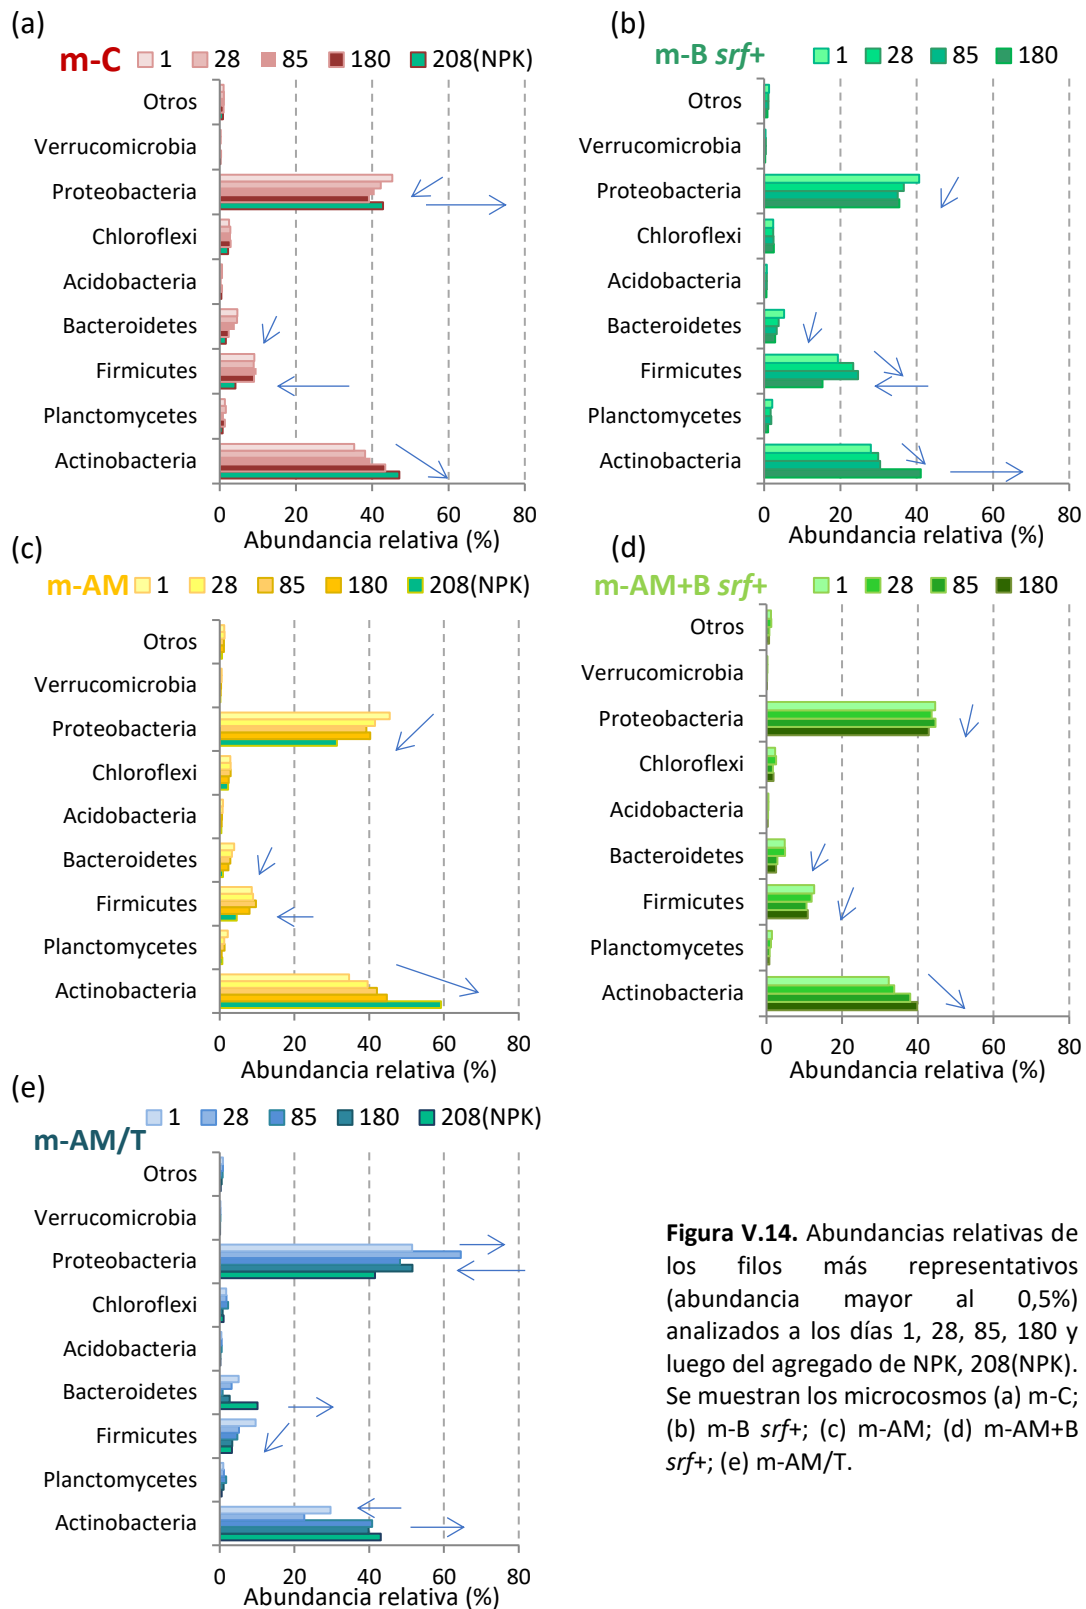 (a)
m-C 1 28 85 180 208(NPK)
Otros
Verrucomicrobia
Proteobacteria
Chloroflexi
Acidobacteria
Bacteroidetes
Firmicutes
Planctomycetes
Actinobacteria
0 20 40 60 80
Abundancia relativa (%)
(b)
m-B srf+ 1 28 85 180
Otros
Verrucomicrobia
Proteobacteria
Chloroflexi
Acidobacteria
Bacteroidetes
Firmicutes
Planctomycetes
Actinobacteria
0 20 40 60 80
Abundancia relativa (%)
(c)
m-AM 1 28 85 180 208(NPK)
Otros
Verrucomicrobia
Proteobacteria
Chloroflexi
Acidobacteria
Bacteroidetes
Firmicutes
Planctomycetes
Actinobacteria
0 20 40 60 80
Abundancia relativa (%)
(d)
m-AM+B srf+ 1 28 85 180
Otros
Verrucomicrobia
Proteobacteria
Chloroflexi
Acidobacteria
Bacteroidetes
Firmicutes
Planctomycetes
Actinobacteria
0 20 40 60 80
Abundancia relativa (%)
(e)
1 28 85 180 208(NPK)
m-AM/T
Otros
Verrucomicrobia
Proteobacteria
Chloroflexi
Acidobacteria
Bacteroidetes
Firmicutes
Planctomycetes
Actinobacteria
0 20 40 60 80
Abundancia relativa (%)
Figura V.14. Abundancias relativas de
los filos más representativos
(abundancia mayor al 0,5%)
analizados a los días 1, 28, 85, 180 y
luego del agregado de NPK, 208(NPK).
Se muestran los microcosmos (a) m-C;
(b) m-B srf+; (c) m-AM; (d) m-AM+B
srf+; (e) m-AM/T.